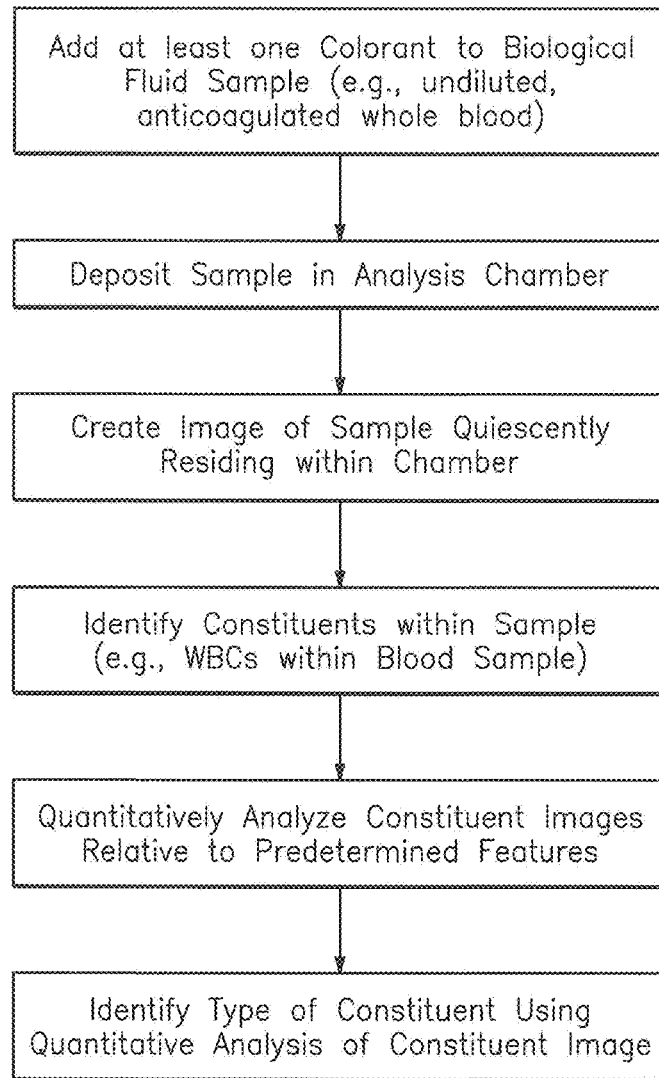 Add at least one Colorant to Biological
Fluid Sample (e.g., undiluted,
anticoagulated whole blood)
Deposit Sample in Analysis Chamber
Create Image of Sample Quiescently
Residing within Chamber
Identify Constituents within Sample
(e.g., WBCs within Blood Sample)
Quantitatively Analyze Constituent Images
Relative to Predetermined Features
Identify Type of Constituent Using
Quantitative Analysis of Constituent Image